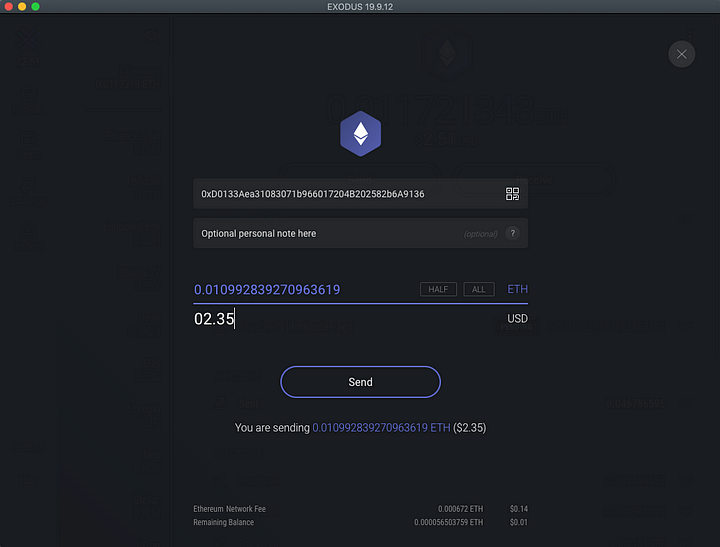 EXODUS 19.9.12
0xD0133Aea31083071b966017204B202582b6A9136
Optional personal note here (optional) ?
0.010992839270963619 HALF ALL ETH
02.35 USD
Send
You are sending 0.010992839270963619 ETH ($2.35)
Ethereum Network Fee 0.000672 ETH $0.14
Remaining Balance 0.000056503759 ETH $0.01